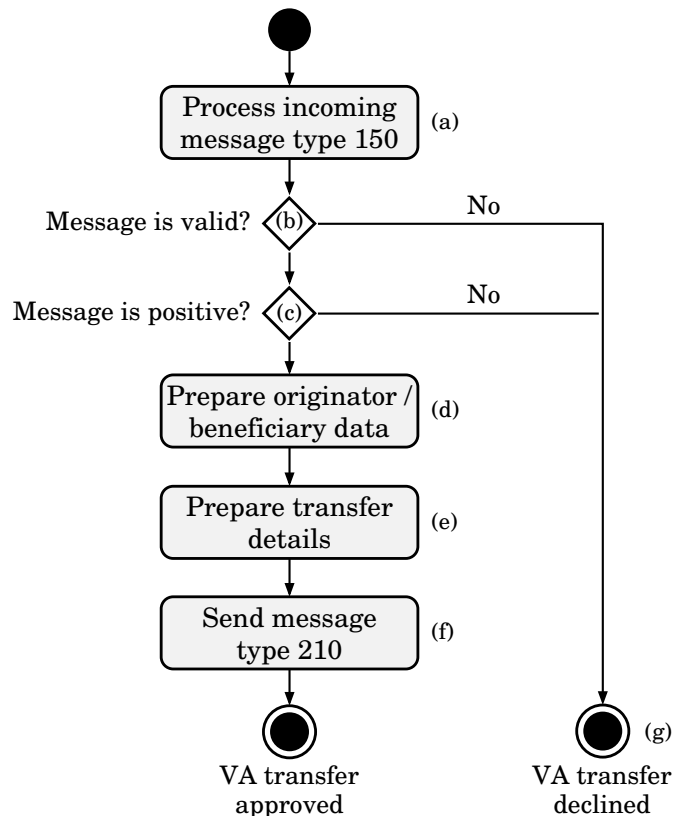 Process incoming
message type 150
(a)
Message is valid?
(b)
No
Message is positive?
(c)
No
Prepare originator /
beneficiary data
(d)
Prepare transfer
details
(e)
Send message
type 210
(f)
(g)
VA transfer
approved
VA transfer
declined